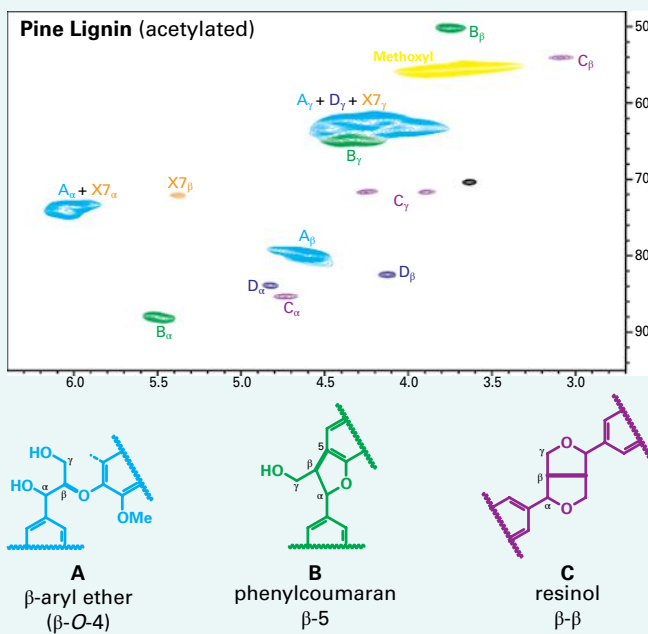 Pine Lignin (acetylated)
Bβ
Methoxyl
Cβ
Aγ + Dγ + X7γ
Bγ
Aα + X7α
X7β
Cγ
Aβ
Dα
Dβ
Cα
Bα
50
60
70
80
90
6.0 5.5 5.0 4.5 4.0 3.5 3.0
HO γ
HO α
β
O
OMe
5
β
HO
γ
α
O
γ
O
β
α
O
A
β-aryl ether
(β-O-4)
B
phenylcoumaran
β-5
C
resinol
β-β